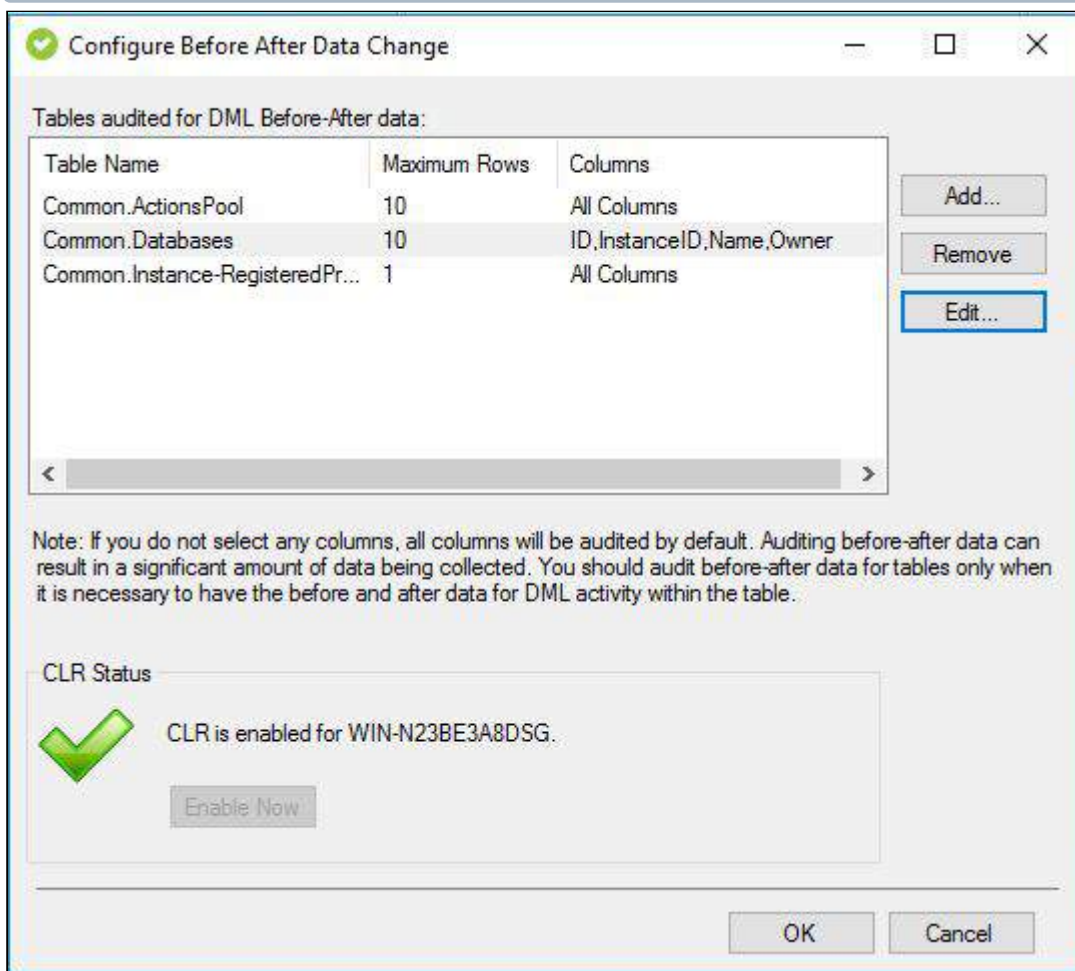 Configure Before After Data Change
Tables audited for DML Before-After data:
Table Name Maximum Rows Columns
Common.ActionsPool 10 All Columns
Common.Databases 10 ID,InstanceID,Name,Owner
Common.Instance-RegisteredPr... 1 All Columns
Add...
Remove
Edit...
Note: If you do not select any columns, all columns will be audited by default. Auditing before-after data can
result in a significant amount of data being collected. You should audit before-after data for tables only when
it is necessary to have the before and after data for DML activity within the table.
CLR Status
CLR is enabled for WIN-N23BE3A8DSG.
Enable Now
OK Cancel